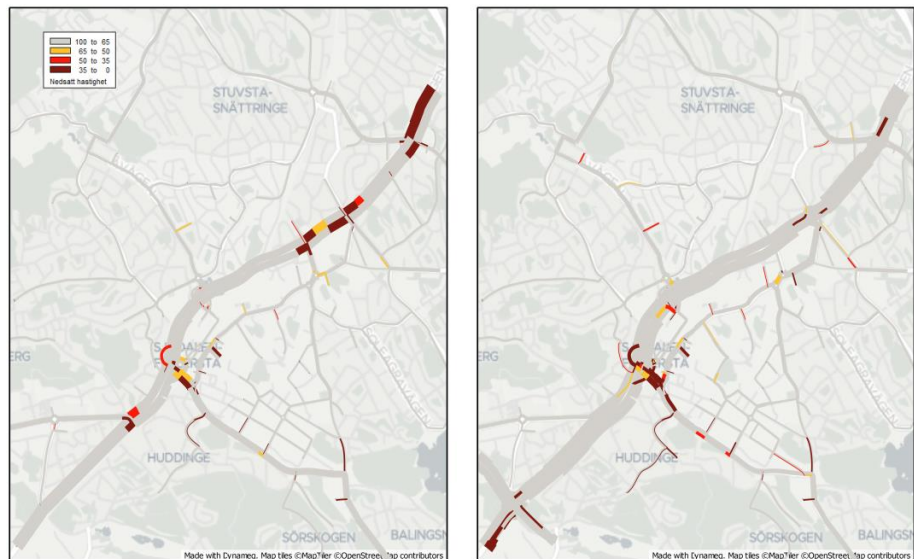 100 to 65
65 to 50
50 to 35
35 to 0
Nedsatt hastighet
STUVSTA-
SNÄTTRINGE
HUDDINGE
SÖRSKOGEN
BALINGSN
ERG
Made with Dynameq. Map tiles ©MapTiler ©OpenStreetMap contributors
STUVSTA-
SNÄTTRINGE
BERG
HUDDINGE
SÖRSKOGEN
BALINGS
Made with Dynameq. Map tiles ©MapTiler ©OpenStreetMap contributors